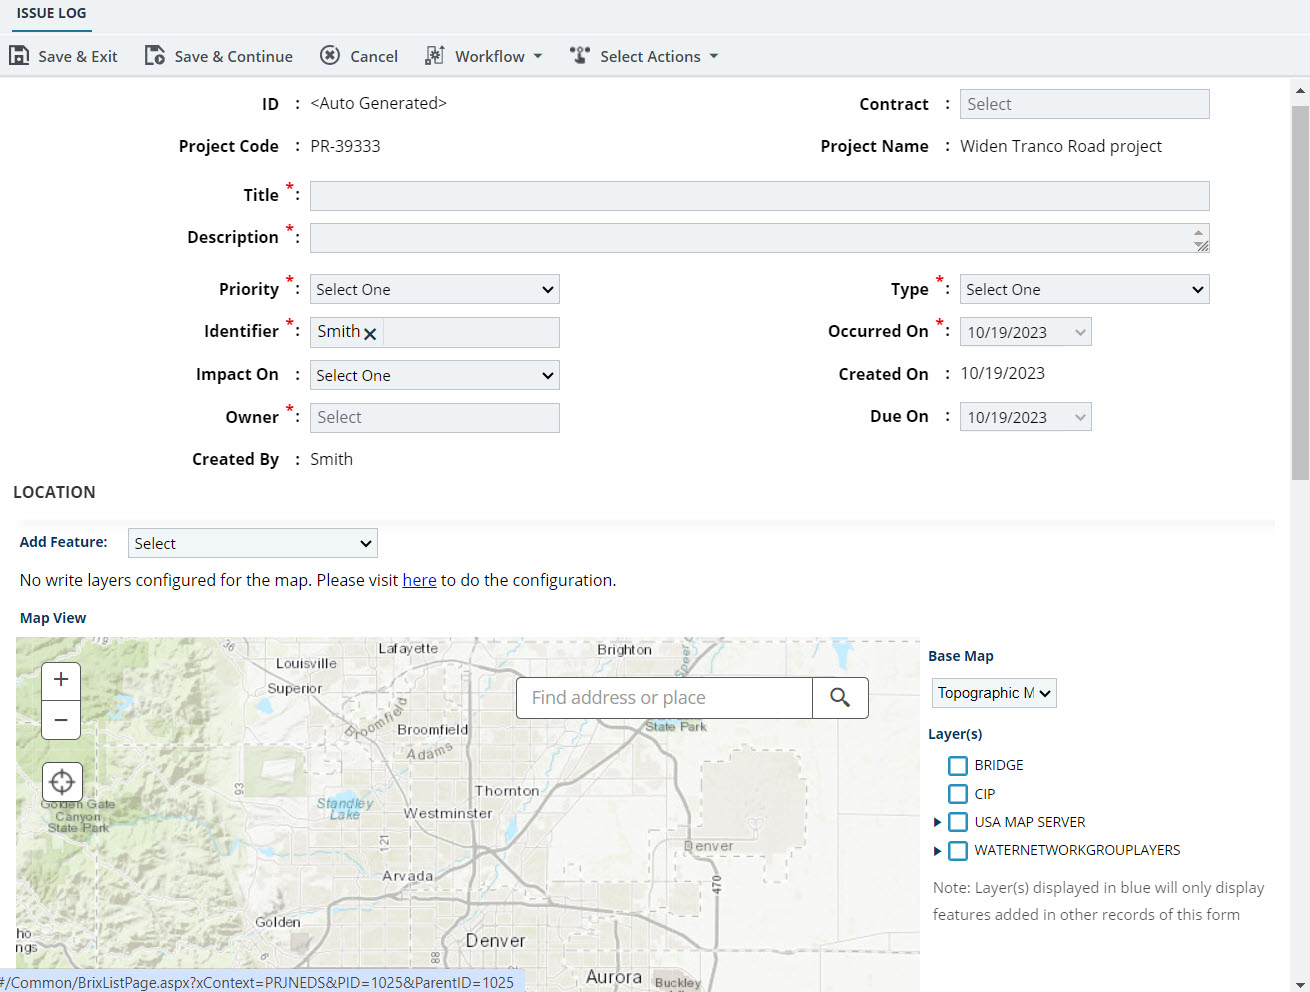 ISSUE LOG
Save & Exit Save & Continue Cancel Workflow Select Actions
ID : <Auto Generated> Contract : Select
Project Code : PR-39333 Project Name : Widen Tranco Road project
Title * :
Description * :
Priority * : Select One Type * : Select One
Identifier * : Smith Occurred On * : 10/19/2023
Impact On : Select One Created On : 10/19/2023
Owner * : Select Due On : 10/19/2023
Created By : Smith
LOCATION
Add Feature: Select
No write layers configured for the map. Please visit here to do the configuration.
Map View
Base Map
Topographic M
Layer(s)
BRIDGE
CIP
USA MAP SERVER
WATERNETWORKGROUPLAYERS
Note: Layer(s) displayed in blue will only display
features added in other records of this form
+
−
Find address or place
119
36
Lafayette
Brighton
Louisville
Superior
Speer
Broomfield
Broomfield
Adams
State Park
93
Thornton
Standley
Lake
Westminster
Golden Gate
Canyon
State Park
121
Denver
Arvada
470
Golden
ho
ngs
Denver
88
Aurora
Buckley
#/Common/BrixListPage.aspx?xContext=PRJNEDS&PID=1025&ParentID=1025